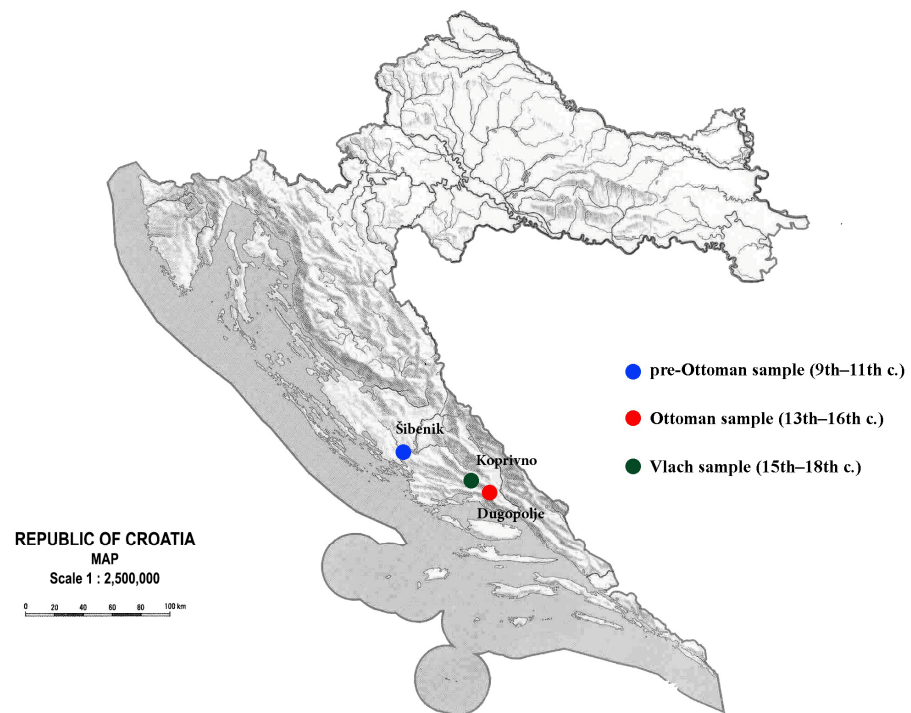 Šibenik
Koprivno
Dugopolje
pre-Ottoman sample (9th–11th c.)
Ottoman sample (13th–16th c.)
Vlach sample (15th–18th c.)
REPUBLIC OF CROATIA
MAP
Scale 1 : 2,500,000
0 20 40 60 80 100 km